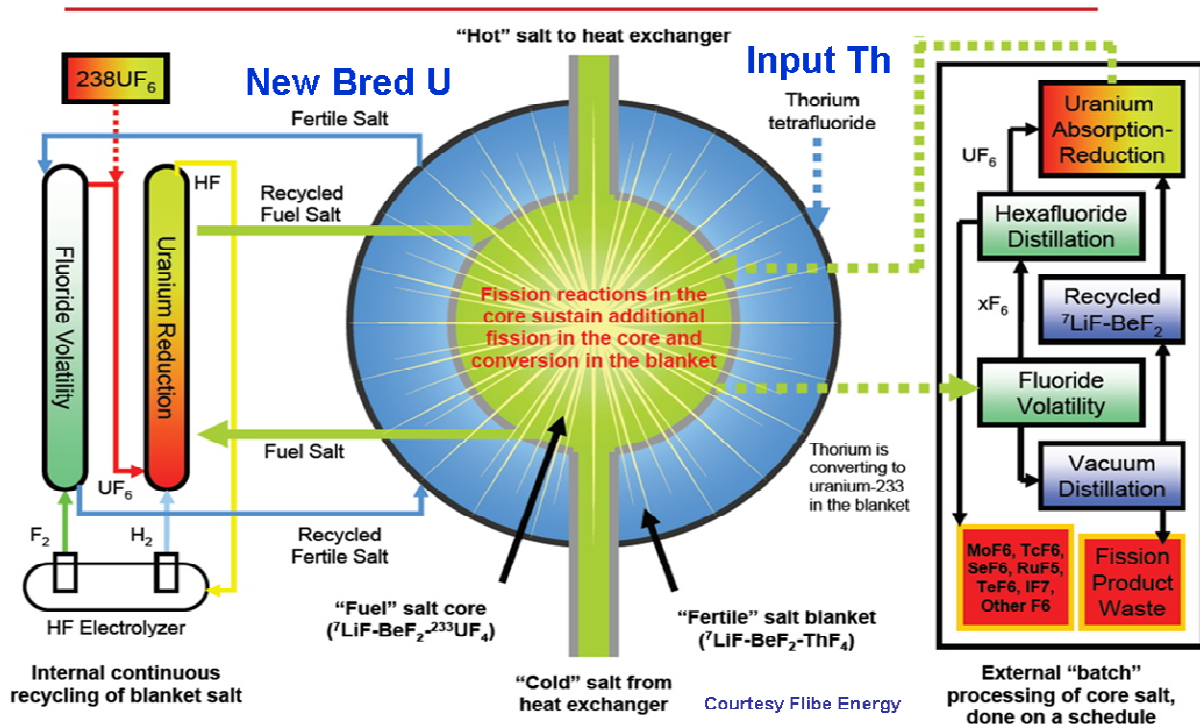 "Hot" salt to heat exchanger
238UF₆
New Bred U
Input Th
Fertile Salt
Thorium
tetrafluoride
HF
Recycled
Fuel Salt
Fluoride Volatility
Uranium Reduction
Fission reactions in the
core sustain additional
fission in the core and
conversion in the blanket
Fuel Salt
UF₆
F₂
H₂
Recycled
Fertile Salt
HF Electrolyzer
Thorium is
converting to
uranium-233
in the blanket
"Fuel" salt core
(⁷LiF-BeF₂-²³³UF₄)
"Fertile" salt blanket
(⁷LiF-BeF₂-ThF₄)
Internal continuous
recycling of blanket salt
"Cold" salt from
heat exchanger
Courtesy Flibe Energy
Uranium
Absorption-
Reduction
UF₆
Hexafluoride
Distillation
xF₆
Recycled
⁷LiF-BeF₂
Fluoride
Volatility
Vacuum
Distillation
MoF6, TcF6,
SeF6, RuF5,
TeF6, IF7,
Other F6
Fission
Product
Waste
External "batch"
processing of core salt,
done on a schedule